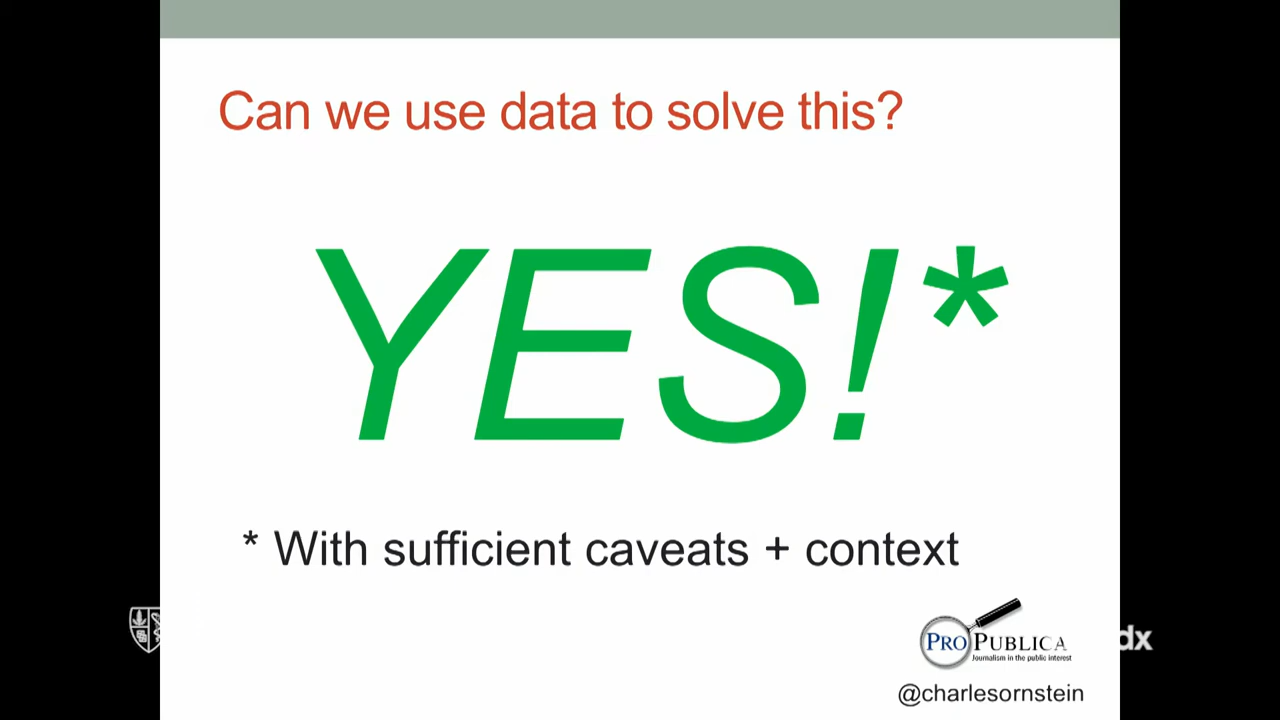 Can we use data to solve this?
YES!*
* With sufficient caveats + context
PROPUBLICA
Journalism in the public interest
dx
@charlesornstein